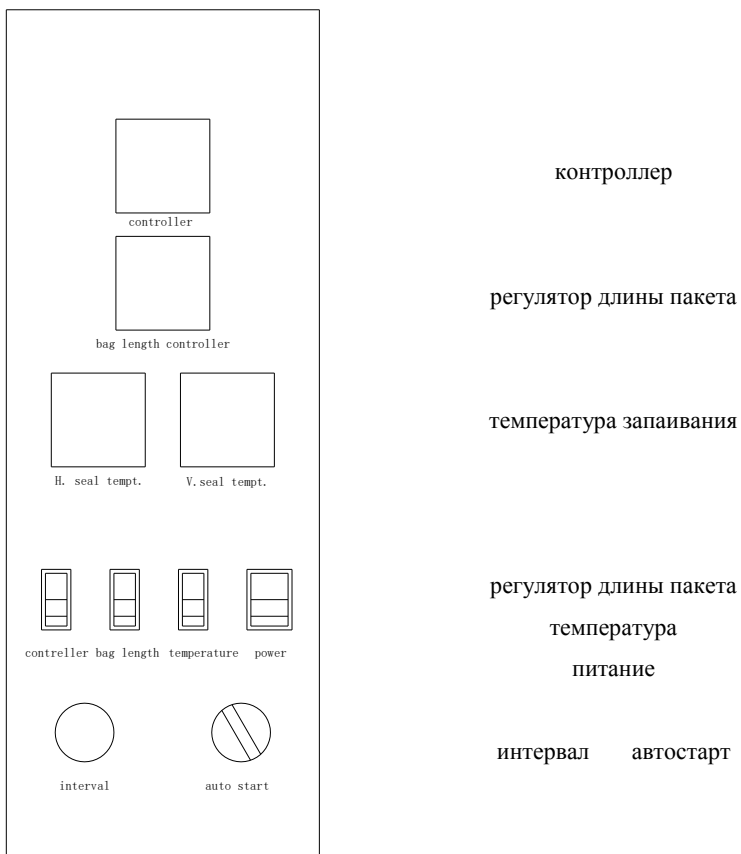 контроллер
controller
регулятор длины пакета
bag length controller
температура запаивания
H. seal tempt. V.seal tempt.
регулятор длины пакета
температура
contreller bag length temperature power
питание
интервал автостарт
interval auto start